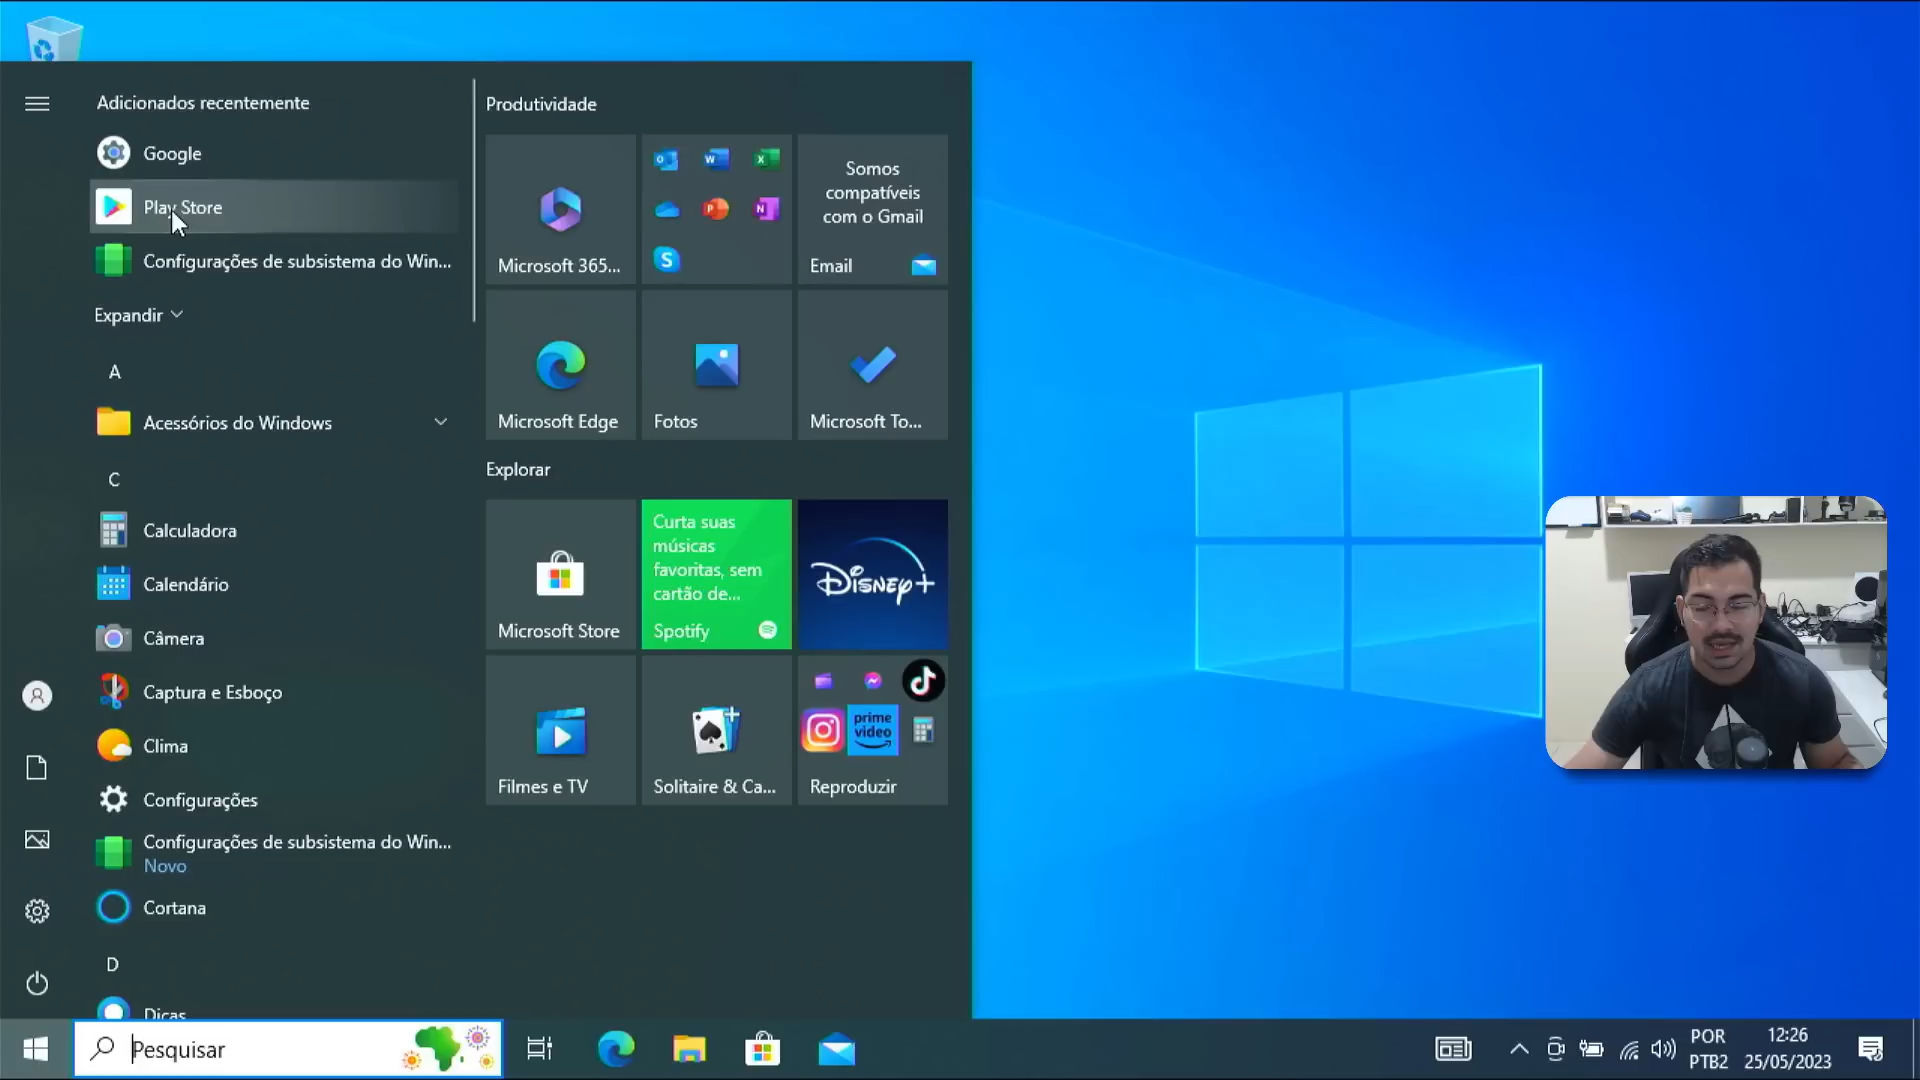 Adicionados recentemente
Google
Play Store
Configurações de subsistema do Win...
Expandir
A
Acessórios do Windows
C
Calculadora
Calendário
Câmera
Captura e Esboço
Clima
Configurações
Configurações de subsistema do Win...
Novo
Cortana
D
Dicas
Produtividade
Microsoft 365...
Somos
compatíveis
com o Gmail
Email
Microsoft Edge
Fotos
Microsoft To...
Explorar
Microsoft Store
Curta suas
músicas
favoritas, sem
cartão de...
Spotify
Disney+
Filmes e TV
Solitaire & Ca...
prime
video
Reproduzir
Pesquisar
POR
PTB2
12:26
25/05/2023